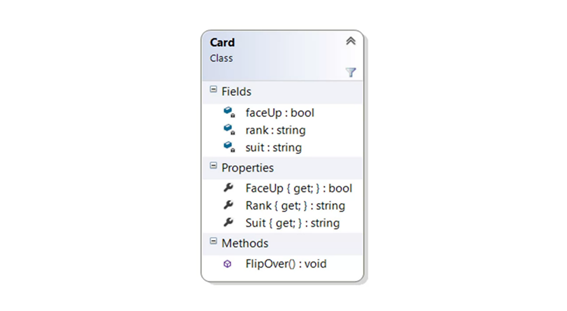 Card
Class
Fields
faceUp : bool
rank : string
suit : string
Properties
FaceUp { get; } : bool
Rank { get; } : string
Suit { get; } : string
Methods
FlipOver() : void